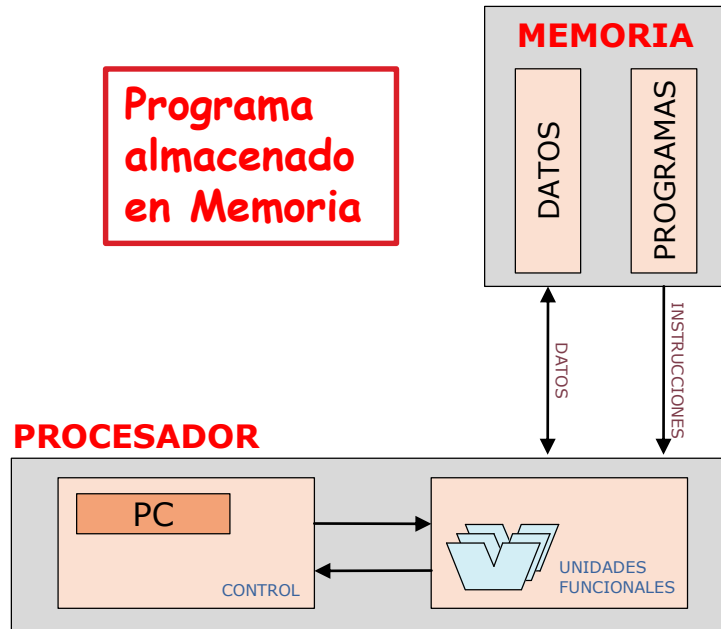 MEMORIA
Programa
almacenado
en Memoria
DATOS
PROGRAMAS
DATOS
INSTRUCCIONES
PROCESADOR
PC
CONTROL
UNIDADES
FUNCIONALES